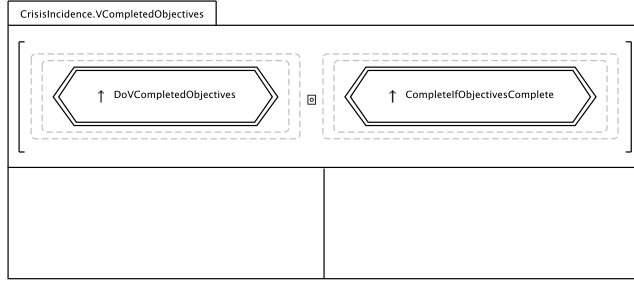 CrisisIncidence.VCompletedObjectives
↑ DoVCompletedObjectives
↑ CompleteIfObjectivesComplete